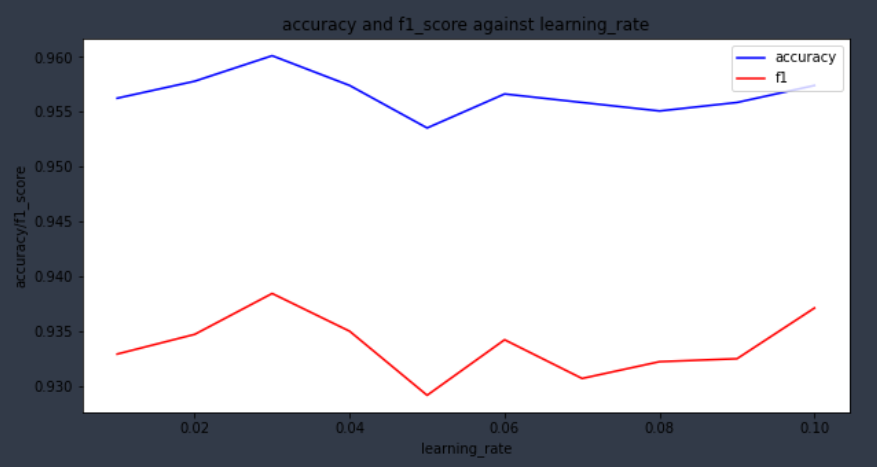 accuracy and f1_score against learning_rate
accuracy
f1
accuracy/f1_score
0.960
0.955
0.950
0.945
0.940
0.935
0.930
0.02 0.04 0.06 0.08 0.10
learning_rate